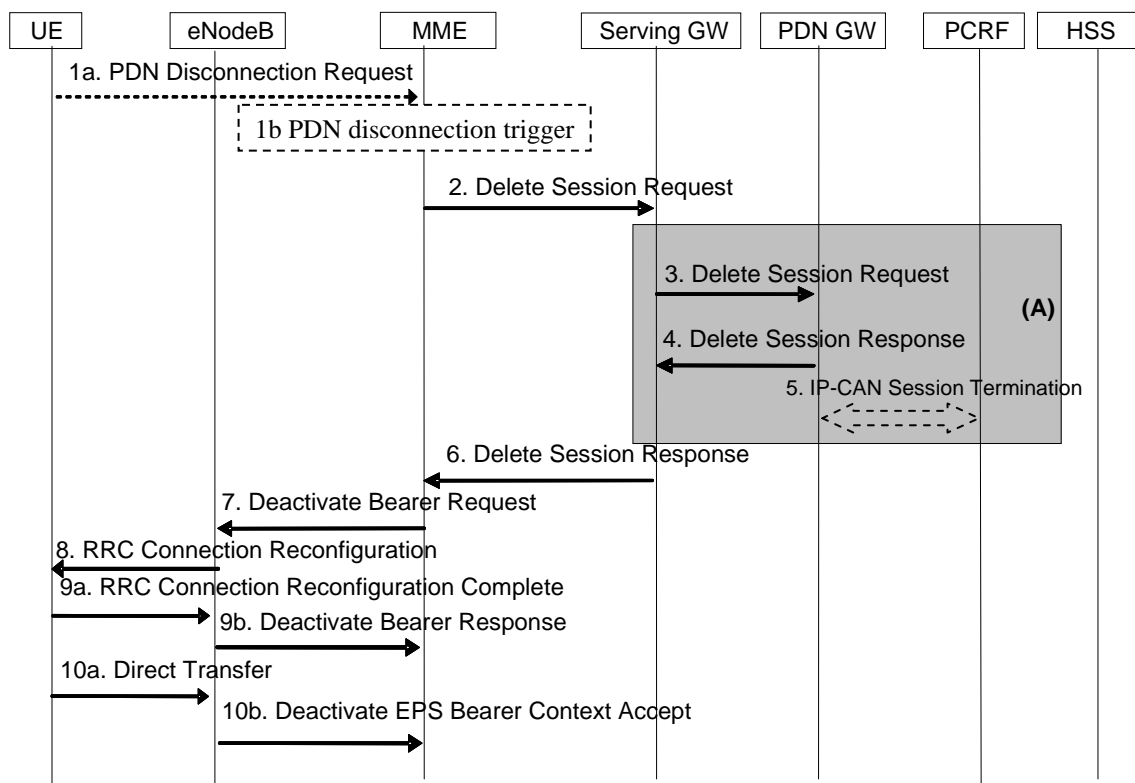 UE eNodeB MME Serving GW PDN GW PCRF HSS
1a. PDN Disconnection Request
1b PDN disconnection trigger
2. Delete Session Request
3. Delete Session Request
(A)
4. Delete Session Response
5. IP-CAN Session Termination
6. Delete Session Response
7. Deactivate Bearer Request
8. RRC Connection Reconfiguration
9a. RRC Connection Reconfiguration Complete
9b. Deactivate Bearer Response
10a. Direct Transfer
10b. Deactivate EPS Bearer Context Accept